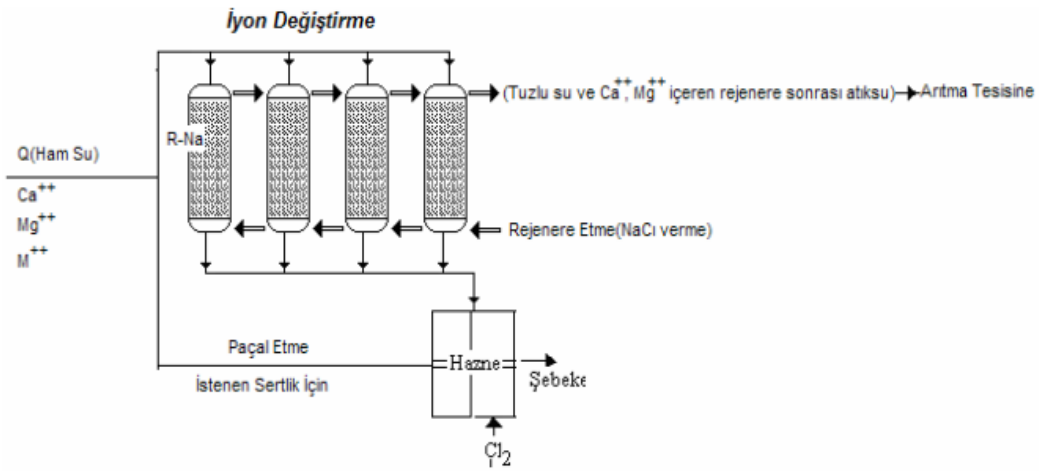 İyon Değiştirme
(Tuzlu su ve Ca++, Mg++ içeren rejenere sonrası atıksu)
Arıtma Tesisine
R-Na
Q(Ham Su)
Ca++
Mg++
M++
Rejenere Etme(NaCı verme)
Paçal Etme
İstenen Sertlik İçin
Hazne
Şebeke
Cl2